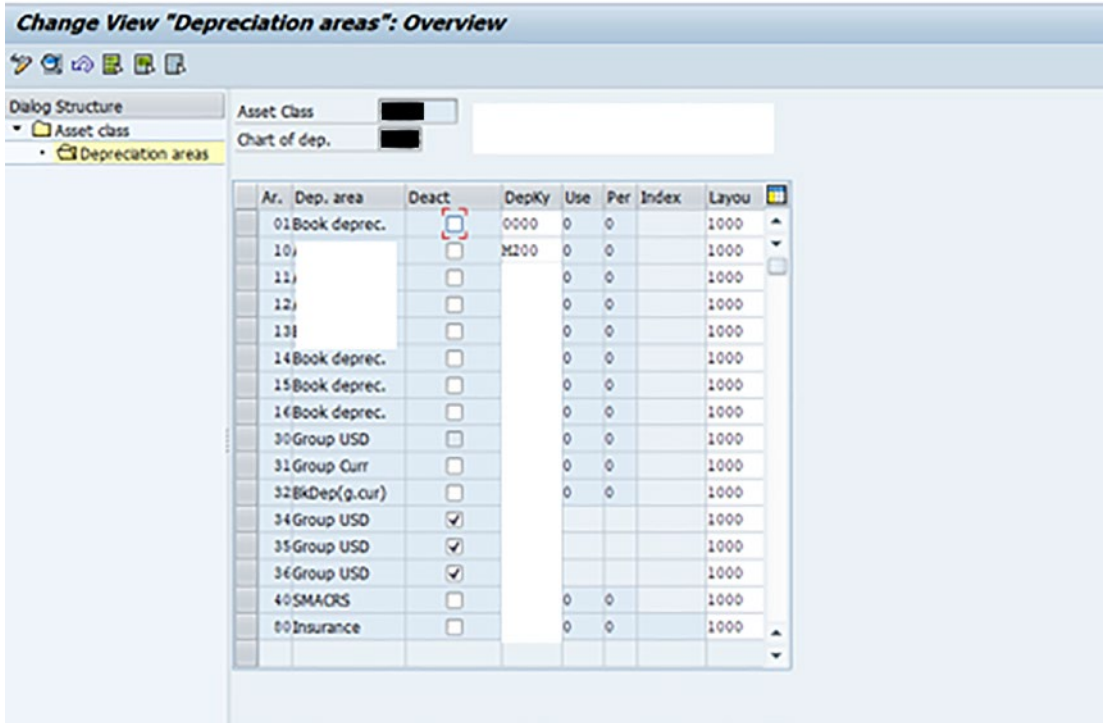 Change View "Depreciation areas": Overview
Dialog Structure
Asset class
Depreciation areas
Asset Class
Chart of dep.
Ar. Dep. area Deact DepKy Use Per Index Layou
01 Book deprec. 0000 0 0 1000
10 M200 0 0 1000
11 0 0 1000
12 0 0 1000
13 0 0 1000
14 Book deprec. 0 0 1000
15 Book deprec. 0 0 1000
16 Book deprec. 0 0 1000
30 Group USD 0 0 1000
31 Group Curr 0 0 1000
32 BkDep(g.cur) 0 0 1000
34 Group USD 1000
35 Group USD 1000
36 Group USD 1000
40 SMACRS 0 0 1000
80 Insurance 0 0 1000